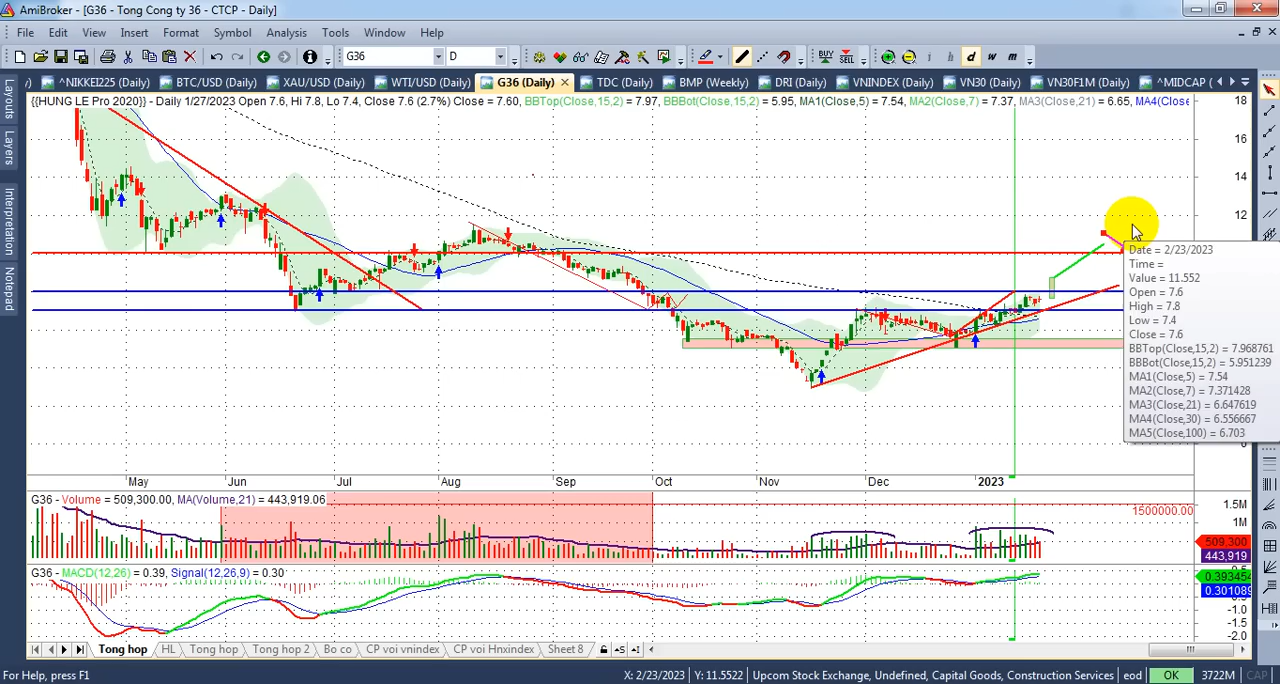 AmiBroker - [G36 - Tong Cong ty 36 - CTCP - Daily]
File Edit View Insert Format Symbol Analysis Tools Window Help
G36 D BUY SELL i h d w m
^NIKKEI225 (Daily) BTC/USD (Daily) XAU/USD (Daily) WTI/USD (Daily) G36 (Daily) TDC (Daily) BMP (Weekly) DRI (Daily) VNINDEX (Daily) VN30 (Daily) VN30F1M (Daily) ^MIDCAP (
Layouts
Layers
Interpretation
Notepad
{{HUNG LE Pro 2020}} - Daily 1/27/2023 Open 7.6, Hi 7.8, Lo 7.4, Close 7.6 (2.7%) Close = 7.60, BBTop(Close,15,2) = 7.97, BBBot(Close,15,2) = 5.95, MA1(Close,5) = 7.54, MA2(Close,7) = 7.37, MA3(Close,21) = 6.65, MA4(Close
18
16
14
12
Date = 2/23/2023
Time =
Value = 11.552
Open = 7.6
High = 7.8
Low = 7.4
Close = 7.6
BBTop(Close,15,2) = 7.968761
BBBot(Close,15,2) = 5.951239
MA1(Close,5) = 7.54
MA2(Close,7) = 7.371428
MA3(Close,21) = 6.647619
MA4(Close,30) = 6.556667
MA5(Close,100) = 6.703
May Jun Jul Aug Sep Oct Nov Dec 2023
G36 - Volume = 509,300.00, MA(Volume,21) = 443,919.06
1.5M
1500000.00
1M
509,300
443,919
G36 - MACD(12,26) = 0.39, Signal(12,26,9) = 0.30
0.393454
0.301089
-1.0
-1.5
-2.0
Tong hop HL Tong hop Tong hop 2 Bo co CP voi vnindex CP voi Hnxindex Sheet 8
For Help, press F1 X: 2/23/2023 Y: 11.5522 Upcom Stock Exchange, Undefined, Capital Goods, Construction Services eod OK 3722M CAP